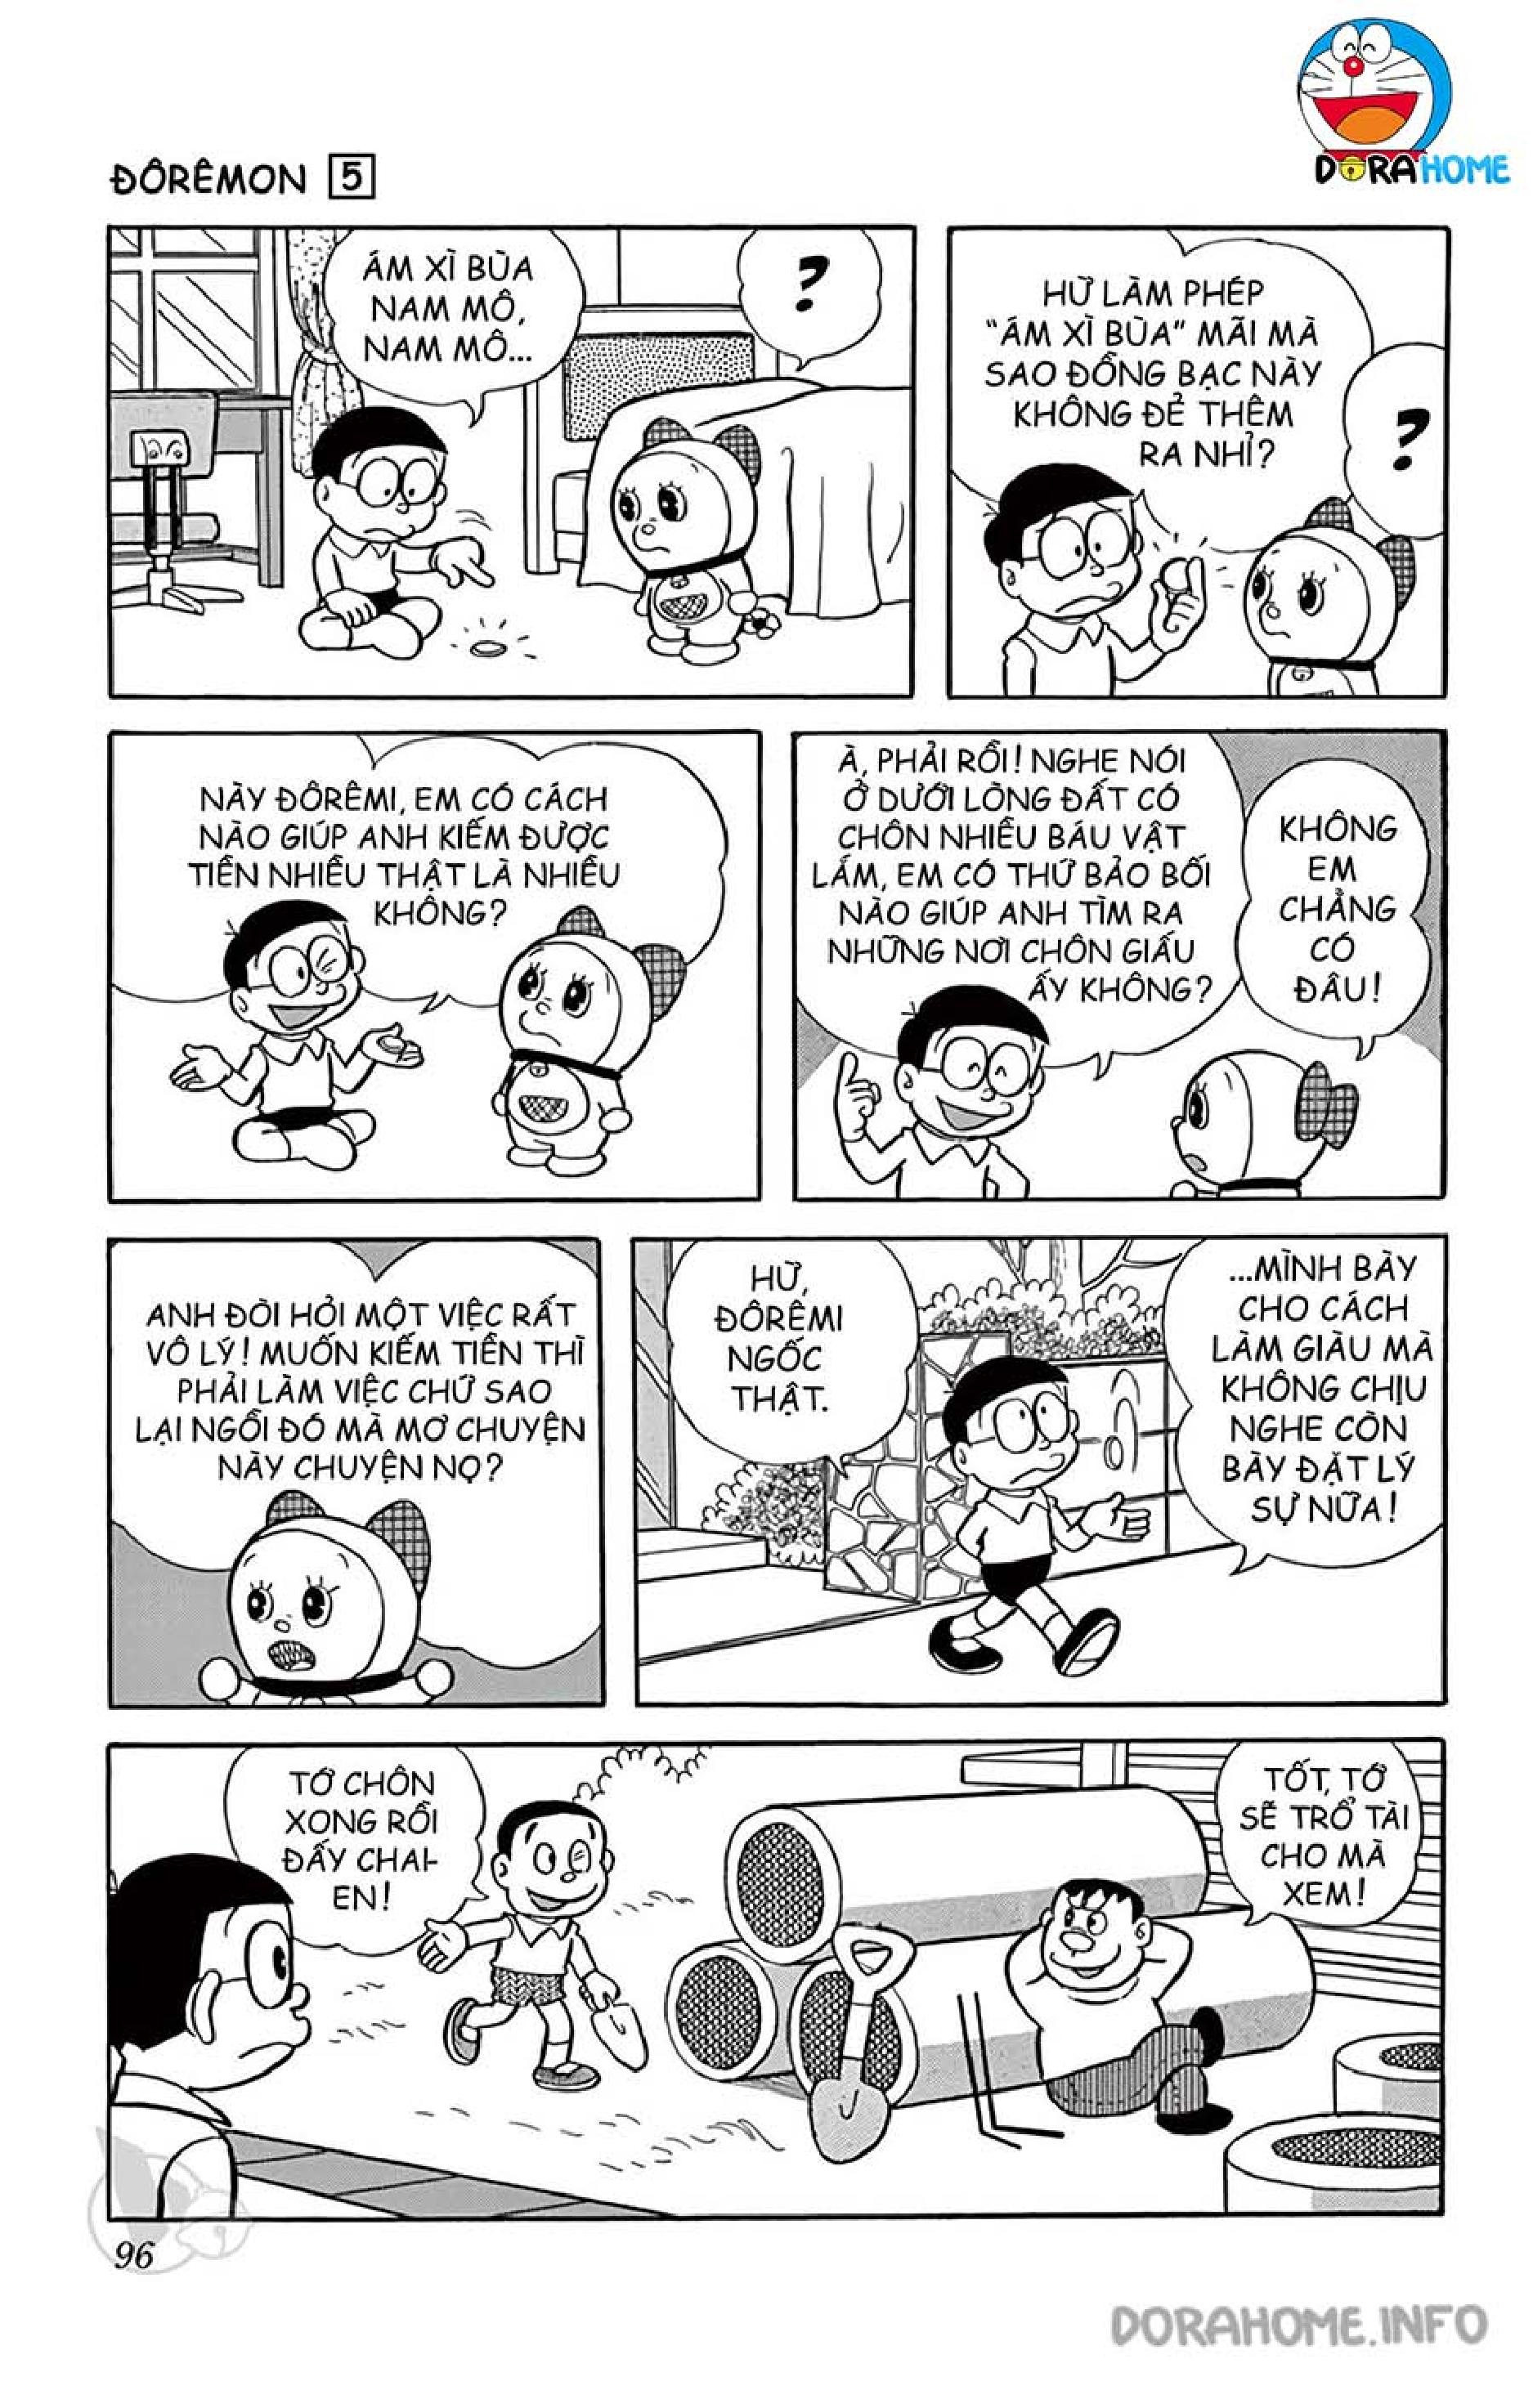 DORAHOME
ĐÔRÊMON 5
ÁM XÌ BÙA
NAM MÔ,
NAM MÔ...
?
HỪ LÀM PHÉP
"ÁM XÌ BÙA" MÃI MÀ
SAO ĐỒNG BẠC NÀY
KHÔNG ĐẺ THÊM
RA NHỈ?
?
NÀY ĐÔRÊMI, EM CÓ CÁCH
NÀO GIÚP ANH KIẾM ĐƯỢC
TIỀN NHIỀU THẬT LÀ NHIỀU
KHÔNG?
À, PHẢI RỒI! NGHE NÓI
Ở DƯỚI LÒNG ĐẤT CÓ
CHÔN NHIỀU BÁU VẬT
LẮM, EM CÓ THỨ BẢO BỐI
NÀO GIÚP ANH TÌM RA
NHỮNG NƠI CHÔN GIẤU
ẤY KHÔNG?
KHÔNG
EM
CHẲNG
CÓ
ĐÂU!
ANH ĐÒI HỎI MỘT VIỆC RẤT
VÔ LÝ! MUỐN KIẾM TIỀN THÌ
PHẢI LÀM VIỆC CHỨ SAO
LẠI NGỒI ĐÓ MÀ MƠ CHUYỆN
NÀY CHUYỆN NỌ?
HỪ,
ĐÔRÊMI
NGỐC
THẬT.
...MÌNH BÀY
CHO CÁCH
LÀM GIÀU MÀ
KHÔNG CHỊU
NGHE CÒN
BÀY ĐẶT LÝ
SỰ NỮA!
TỚ CHÔN
XONG RỒI
ĐẤY CHAI-
EN!
TỐT, TỚ
SẼ TRỔ TÀI
CHO MÀ
XEM!
96
DORAHOME.INFO